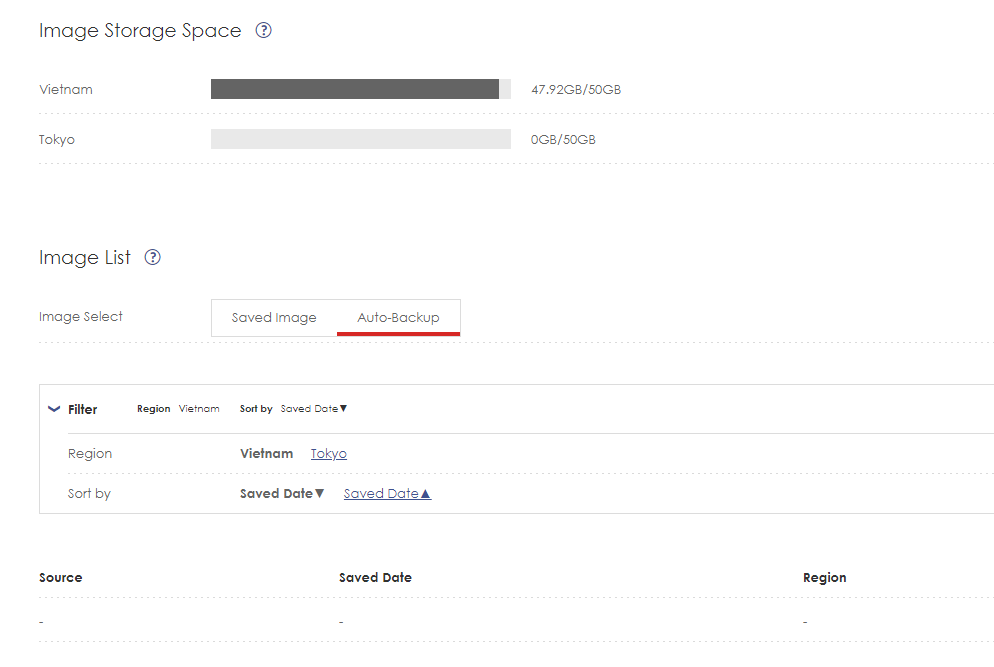 Image Storage Space ?
Vietnam 47.92GB/50GB
Tokyo 0GB/50GB
Image List ?
Image Select Saved Image Auto-Backup
Filter Region Vietnam Sort by Saved Date▼
Region Vietnam Tokyo
Sort by Saved Date▼ Saved Date▲
Source Saved Date Region
- - -